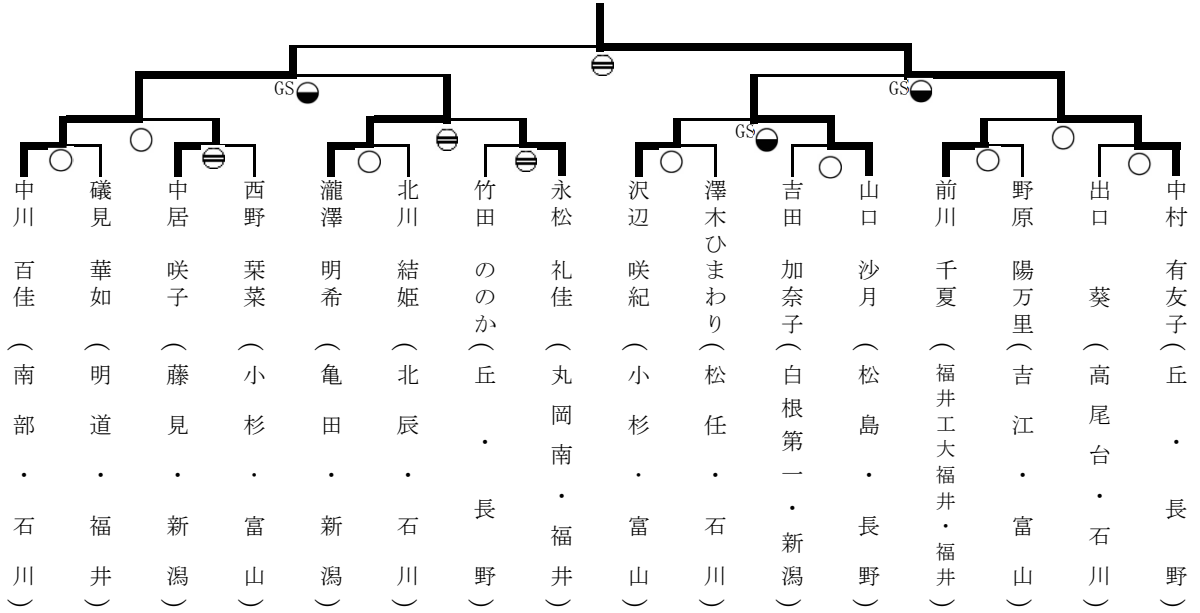 GS
GS
GS
中川 百佳 (南部・石川)
礒見 華如 (明道・福井)
中居 咲子 (藤見・新潟)
西野 栞菜 (小杉・富山)
瀧澤 明希 (亀田・新潟)
北川 結姫 (北辰・石川)
竹田 ののか (丘・長野)
永松 礼佳 (丸岡南・福井)
沢辺 咲紀 (小杉・富山)
澤木ひまわり (松任・石川)
吉田 加奈子 (白根第一・新潟)
山口 沙月 (松島・長野)
前川 千夏 (福井工大福井・福井)
野原 陽万里 (吉江・富山)
出口 葵 (高尾台・石川)
中村 有友子 (丘・長野)